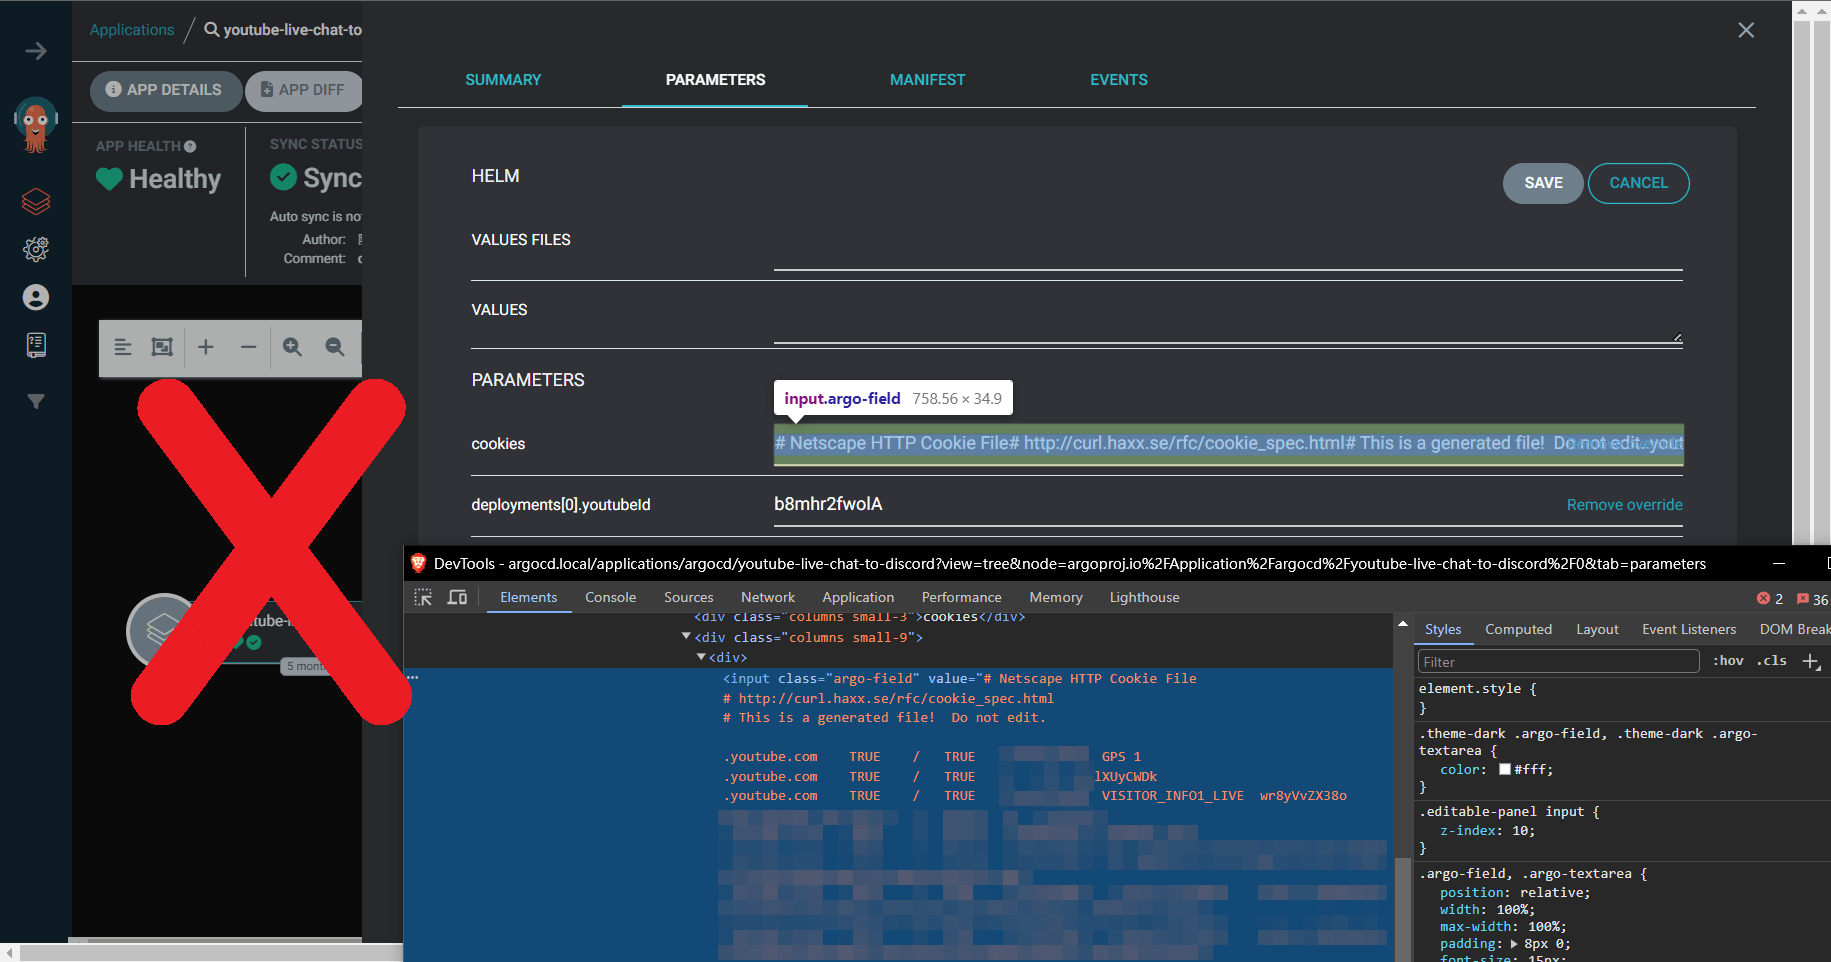 Applications / youtube-live-chat-to
APP DETAILS
APP DIFF
APP HEALTH
Healthy
SYNC STATUS
Sync
Auto sync is no
Author:
Comment:
5 mont
SUMMARY
PARAMETERS
MANIFEST
EVENTS
HELM
SAVE
CANCEL
VALUES FILES
VALUES
PARAMETERS
input.argo-field 758.56 × 34.9
cookies
# Netscape HTTP Cookie File# http://curl.haxx.se/rfc/cookie_spec.html# This is a generated file!  Do not edit..yout
deployments[0].youtubeId
b8mhr2fwolA
Remove override
DevTools - argocd.local/applications/argocd/youtube-live-chat-to-discord?view=tree&node=argoproj.io%2FApplication%2Fargocd%2Fyoutube-live-chat-to-discord%2F0&tab=parameters
Elements
Console
Sources
Network
Application
Performance
Memory
Lighthouse
2
36
<div class="columns small-3">cookies</div>
<div class="columns small-9">
<div>
<input class="argo-field" value="# Netscape HTTP Cookie File
# http://curl.haxx.se/rfc/cookie_spec.html
# This is a generated file!  Do not edit.
.youtube.com TRUE / TRUE GPS 1
.youtube.com TRUE / TRUE lXUyCWDk
.youtube.com TRUE / TRUE VISITOR_INFO1_LIVE wr8yVvZX38o
Styles
Computed
Layout
Event Listeners
DOM Break
Filter
:hov .cls
element.style {
}
.theme-dark .argo-field, .theme-dark .argo-
textarea {
color: #fff;
}
.editable-panel input {
z-index: 10;
}
.argo-field, .argo-textarea {
position: relative;
width: 100%;
max-width: 100%;
padding: 8px 0;
font-size: 15px;